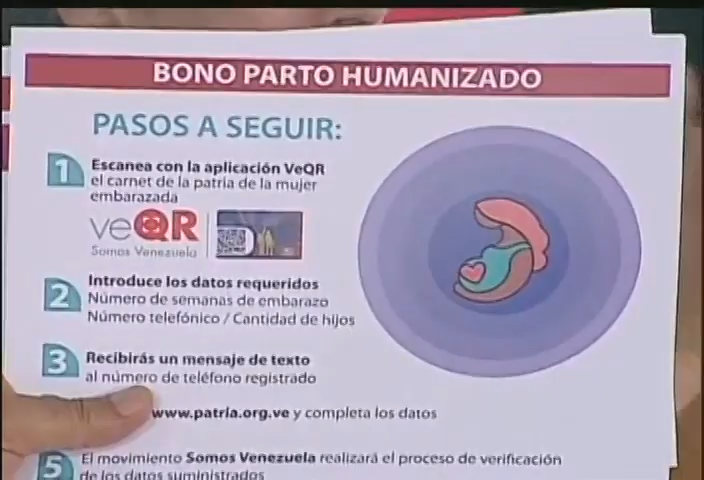 BONO PARTO HUMANIZADO
PASOS A SEGUIR:
1 Escanea con la aplicación VeQR
el carnet de la patria de la mujer
embarazada
veQR
Somos Venezuela
2 Introduce los datos requeridos
Número de semanas de embarazo
Número telefónico / Cantidad de hijos
3 Recibirás un mensaje de texto
al número de teléfono registrado
www.patria.org.ve y completa los datos
5 El movimiento Somos Venezuela realizará el proceso de verificación
de los datos suministrados